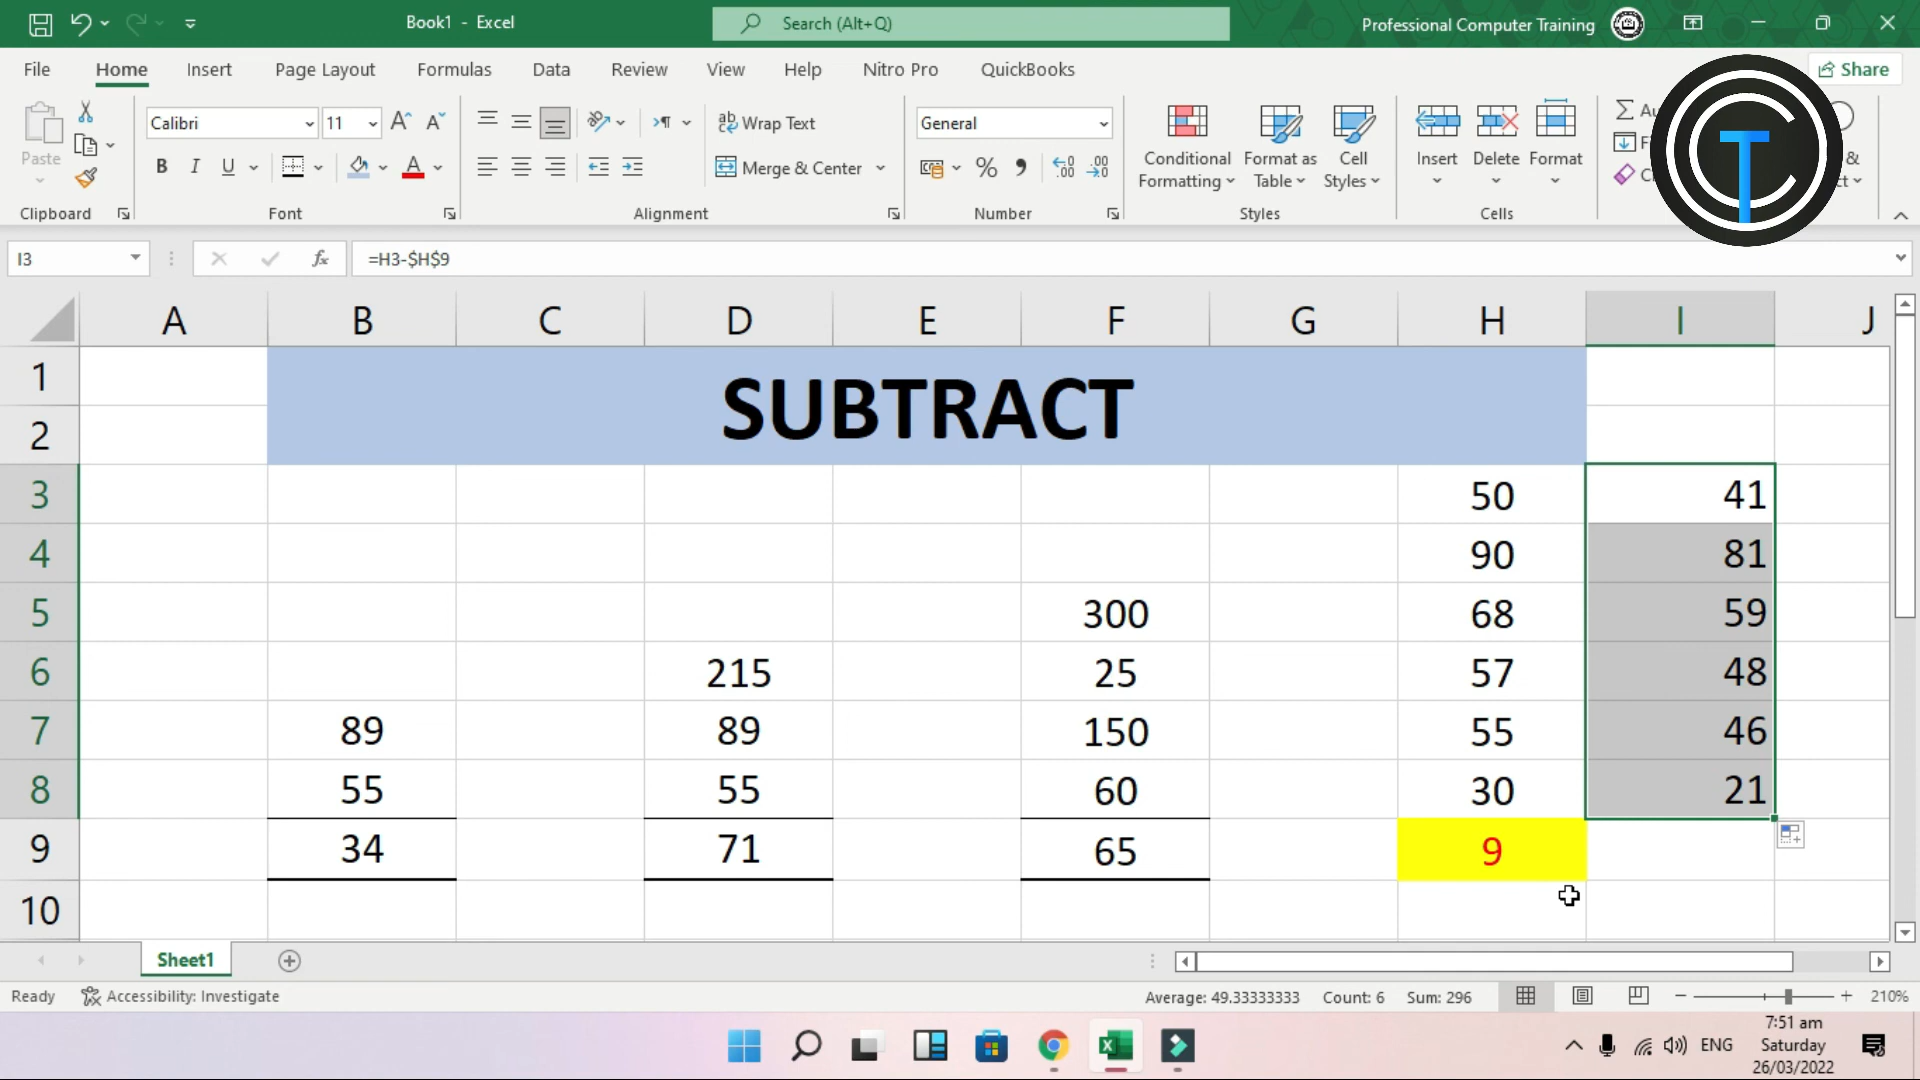 Book1 - Excel
Search (Alt+Q)
Professional Computer Training
File Home Insert Page Layout Formulas Data Review View Help Nitro Pro QuickBooks
Share
Paste
Calibri 11
B I U
Wrap Text
Merge & Center
General
Conditional Formatting
Format as Table
Cell Styles
Insert
Delete
Format
Clipboard Font Alignment Number Styles Cells
I3 fx =H3-$H$9
A B C D E F G H I J
1 SUBTRACT
2
3 50 41
4 90 81
5 300 68 59
6 215 25 57 48
7 89 89 150 55 46
8 55 55 60 30 21
9 34 71 65 9
10
Sheet1
Ready Accessibility: Investigate Average: 49.33333333 Count: 6 Sum: 296 210%
ENG
7:51 am
Saturday
26/03/2022